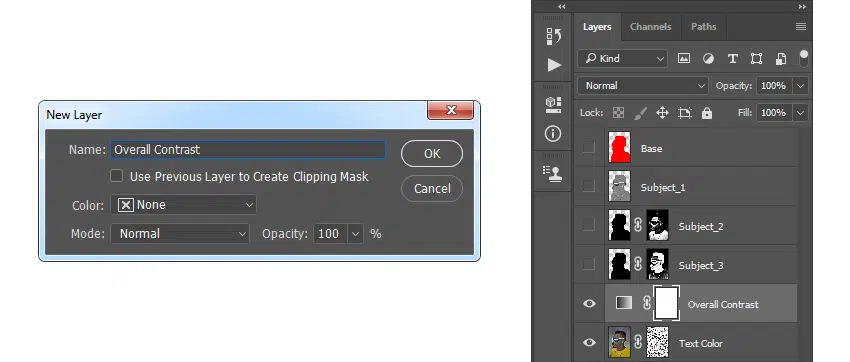 New Layer
Name: Overall Contrast
OK
Use Previous Layer to Create Clipping Mask
Cancel
Color: None
Mode: Normal Opacity: 100 %
Layers Channels Paths
Kind
Normal Opacity: 100%
Lock: Fill: 100%
Base
Subject_1
Subject_2
Subject_3
Overall Contrast
Text Color